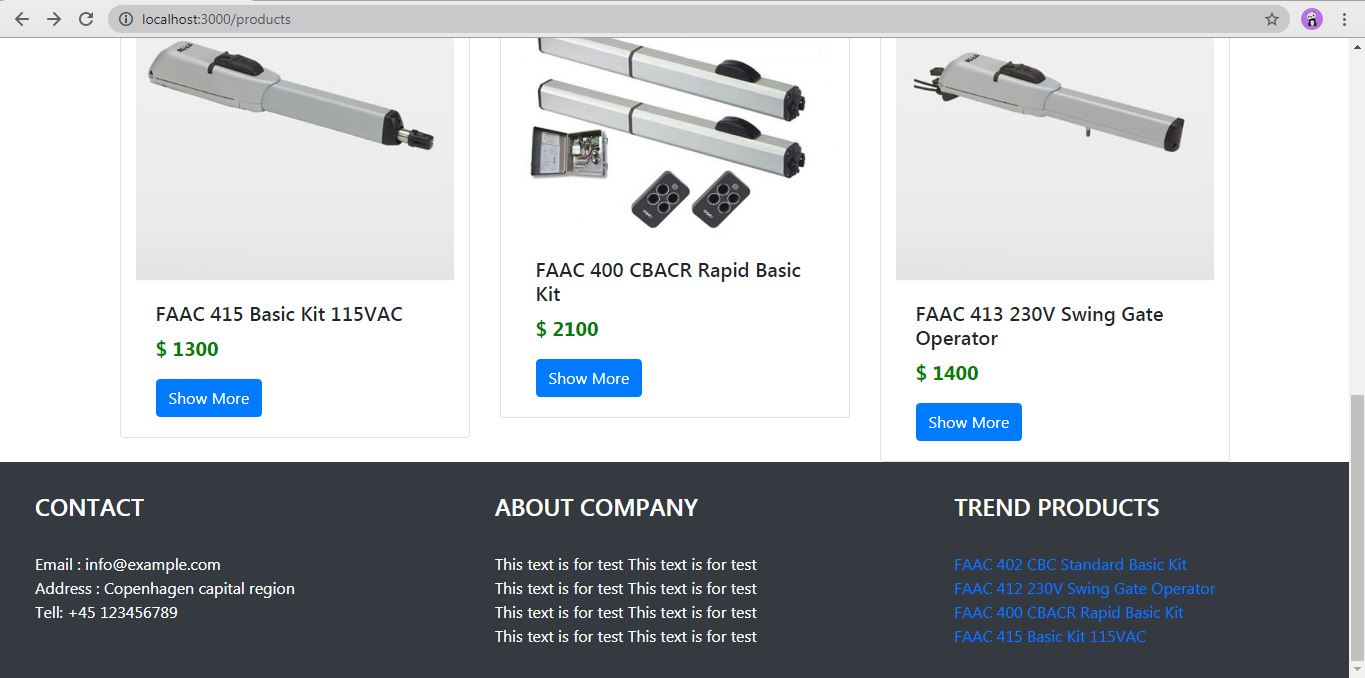 localhost:3000/products
FAAC 415 Basic Kit 115VAC
$ 1300
Show More
FAAC 400 CBACR Rapid Basic
Kit
$ 2100
Show More
FAAC 413 230V Swing Gate
Operator
$ 1400
Show More
CONTACT
Email : info@example.com
Address : Copenhagen capital region
Tell: +45 123456789
ABOUT COMPANY
This text is for test This text is for test
This text is for test This text is for test
This text is for test This text is for test
This text is for test This text is for test
TREND PRODUCTS
FAAC 402 CBC Standard Basic Kit
FAAC 412 230V Swing Gate Operator
FAAC 400 CBACR Rapid Basic Kit
FAAC 415 Basic Kit 115VAC